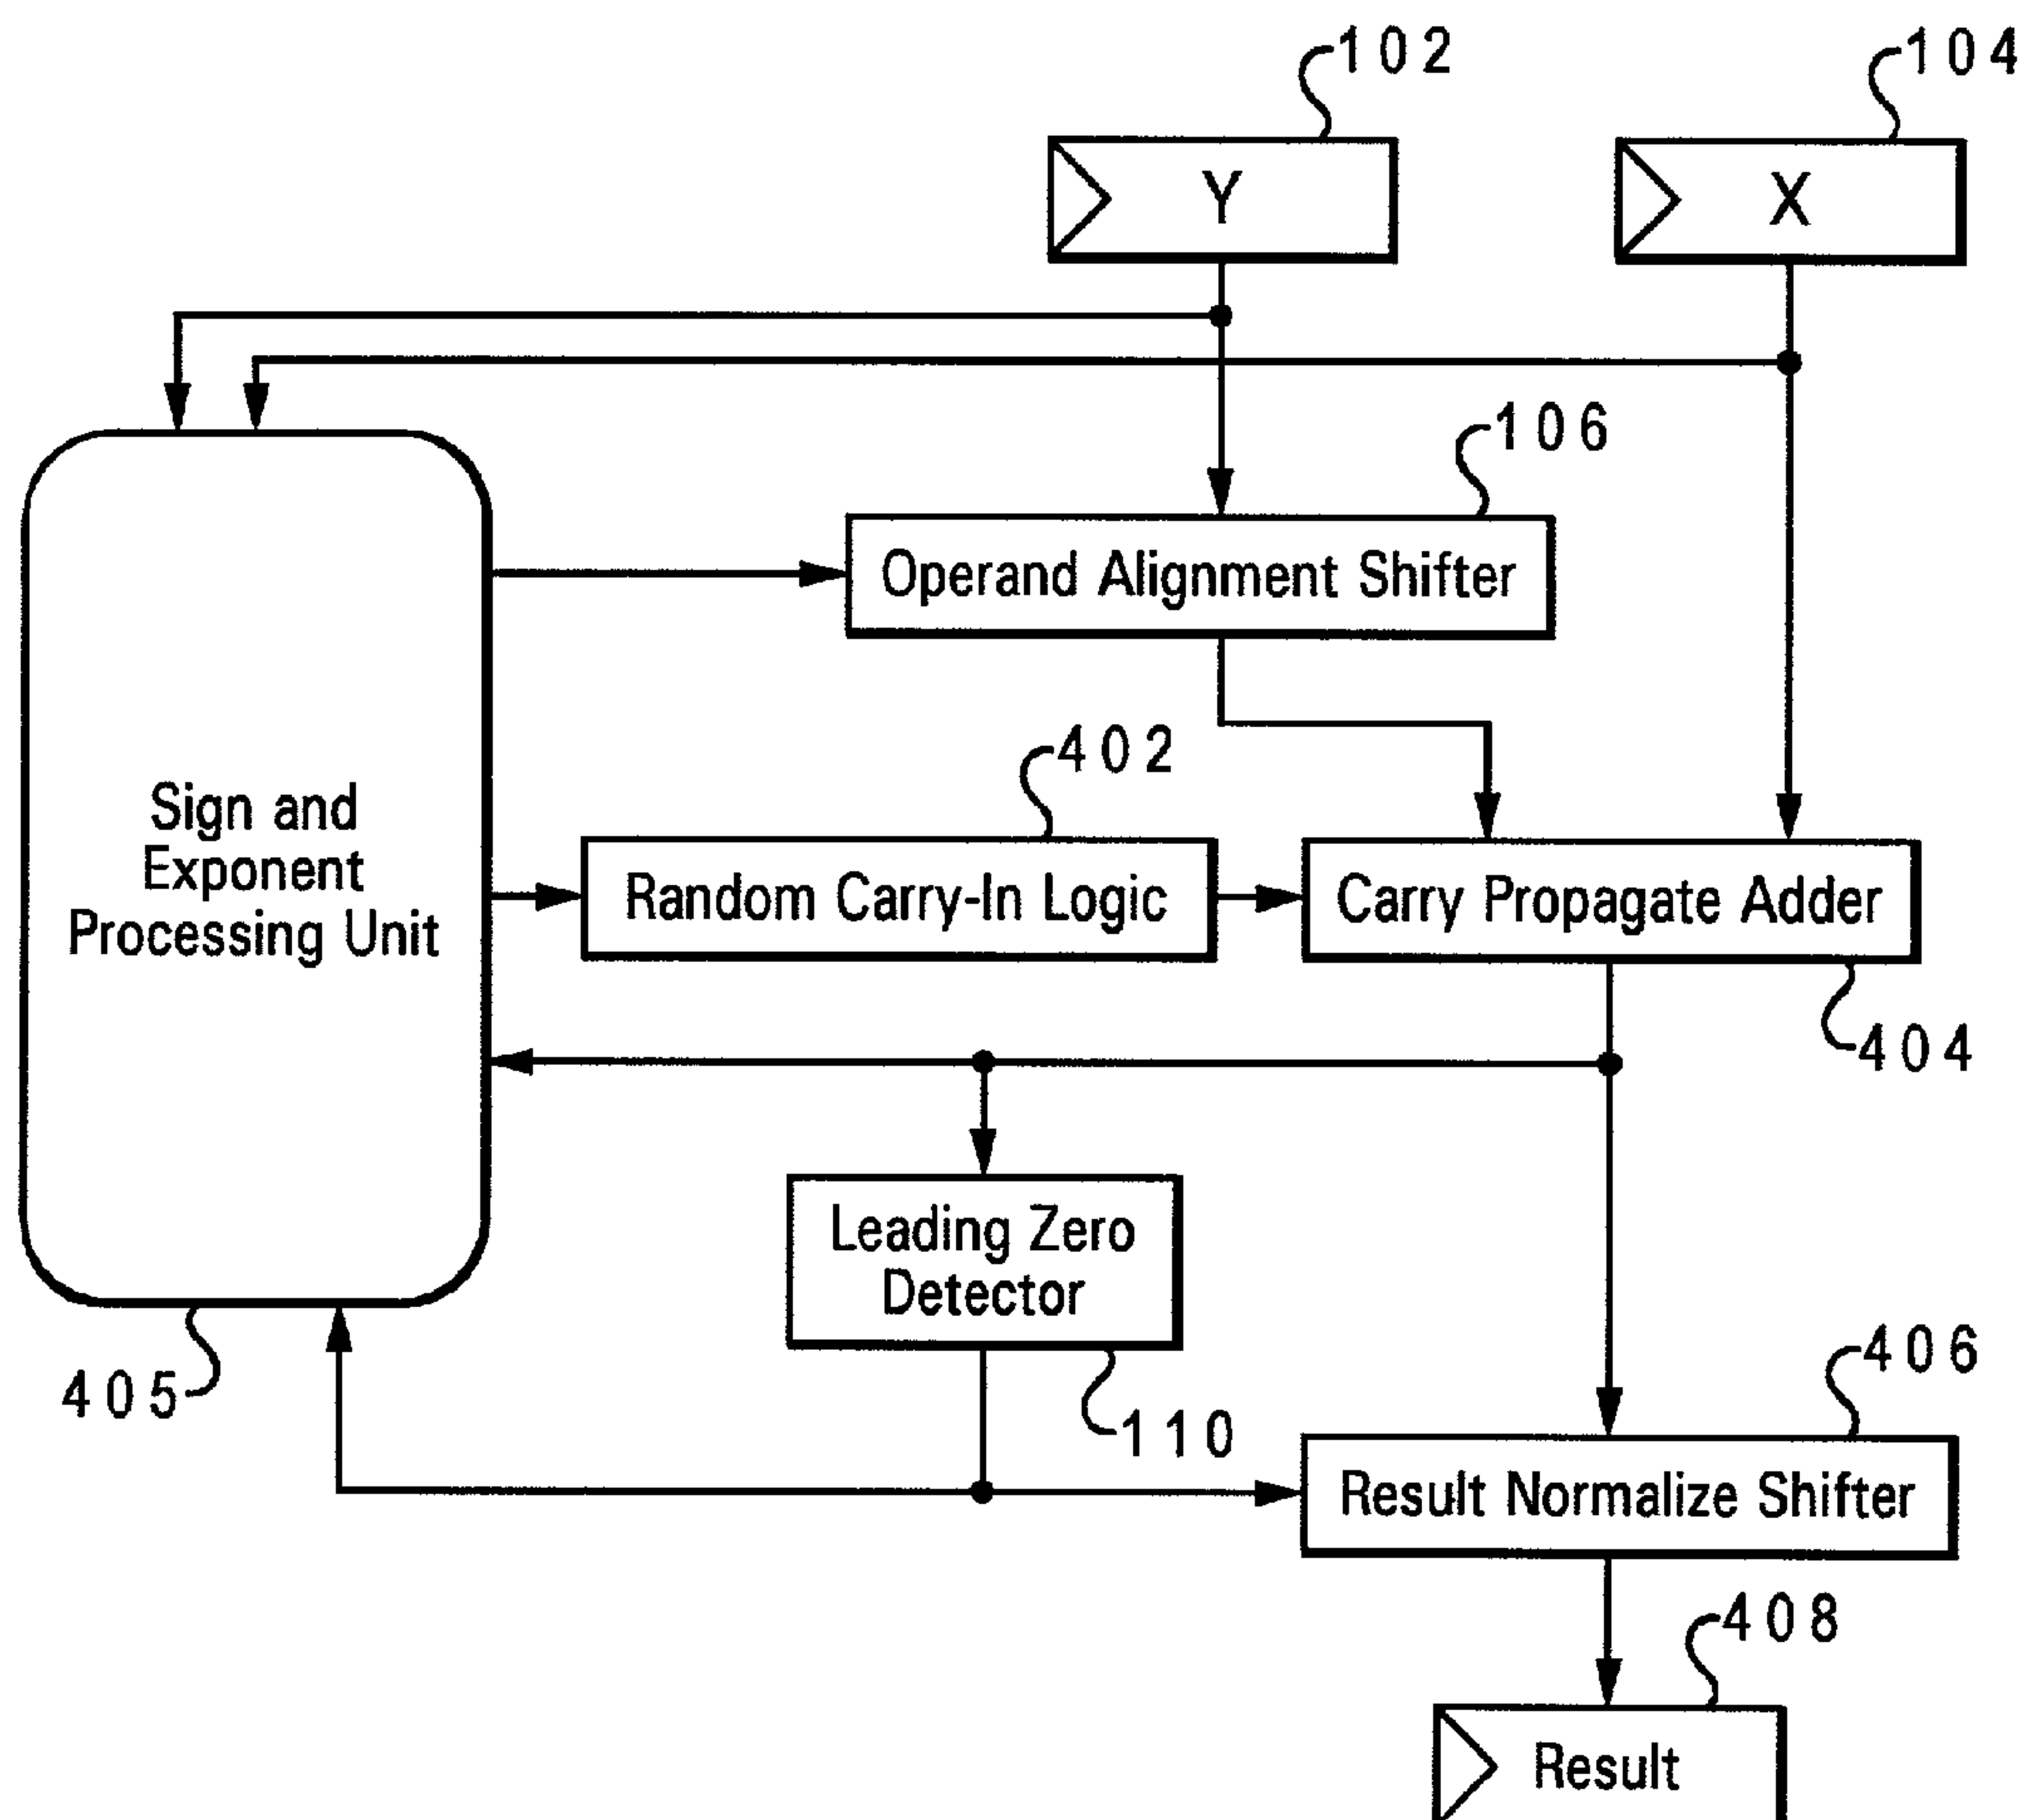 102
104
Y
X
106
Operand Alignment Shifter
402
Sign and
Exponent
Processing Unit
Random Carry-In Logic
Carry Propagate Adder
404
Leading Zero
Detector
405
110
406
Result Normalize Shifter
408
Result